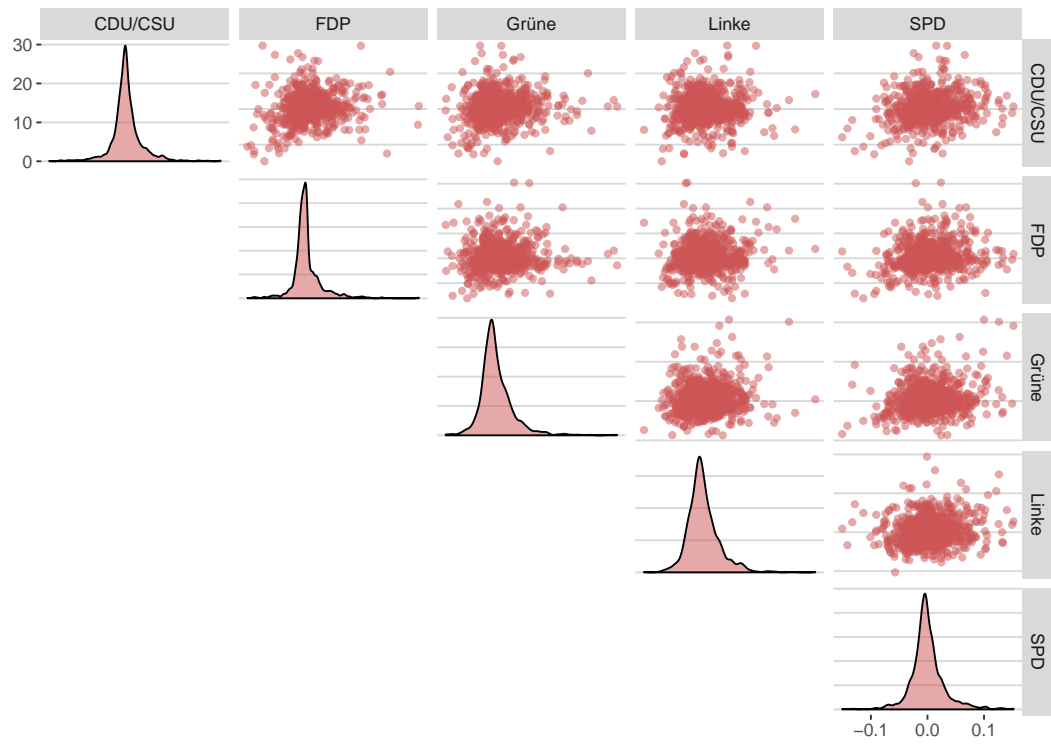 CDU/CSU FDP Grüne Linke SPD
30
20
10
0
CDU/CSU
FDP
Grüne
Linke
SPD
−0.1 0.0 0.1